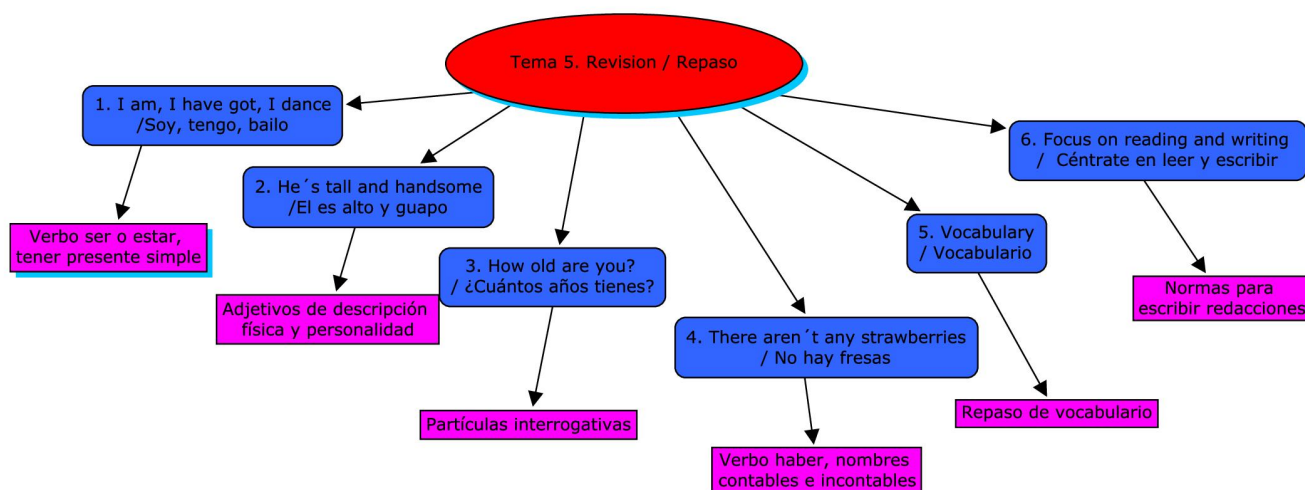 Tema 5. Revision / Repaso
1. I am, I have got, I dance
/Soy, tengo, bailo
Verbo ser o estar,
tener presente simple
2. He´s tall and handsome
/El es alto y guapo
Adjetivos de descripción
física y personalidad
3. How old are you?
/ ¿Cuántos años tienes?
Partículas interrogativas
4. There aren´t any strawberries
/ No hay fresas
Verbo haber, nombres
contables e incontables
5. Vocabulary
/ Vocabulario
Repaso de vocabulario
6. Focus on reading and writing
/ Céntrate en leer y escribir
Normas para
escribir redacciones